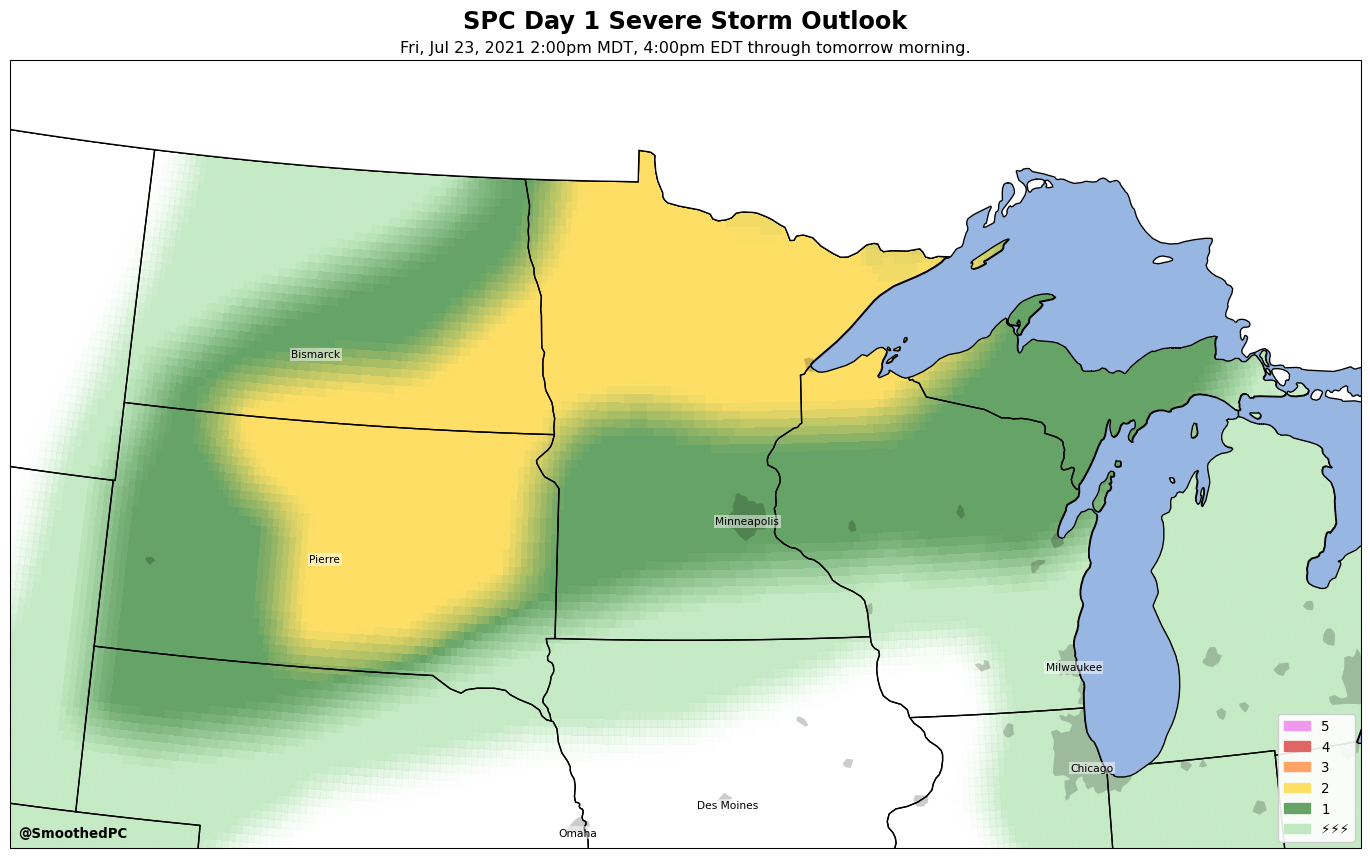 SPC Day 1 Severe Storm Outlook
Fri, Jul 23, 2021 2:00pm MDT, 4:00pm EDT through tomorrow morning.
Bismarck
Minneapolis
Pierre
Milwaukee
Chicago
Des Moines
Omaha
5
4
3
2
1
⚡⚡⚡
@SmoothedPC